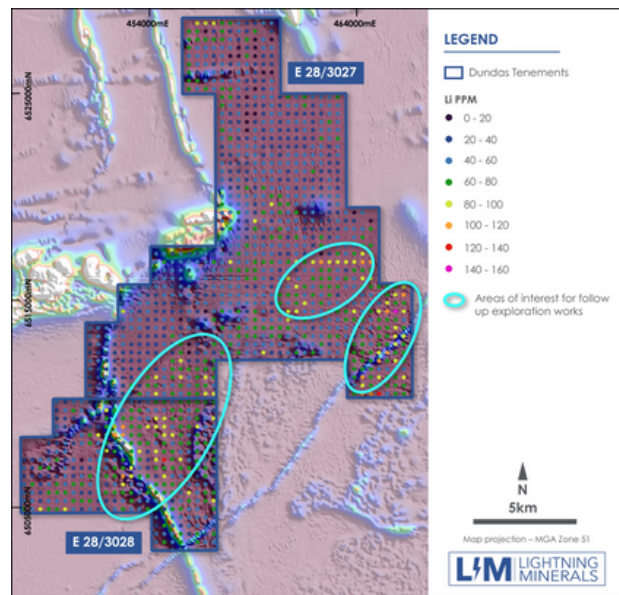 454000mE
464000mE
LEGEND
Dundas Tenements
Li PPM
0 - 20
20 - 40
40 - 60
60 - 80
80 - 100
100 - 120
120 - 140
140 - 160
Areas of interest for follow
up exploration works
E 28/3027
6525000mN
6515000mN
6505000mN
E 28/3028
N
5km
Map projection – MGA Zone 51
LM LIGHTNING
MINERALS